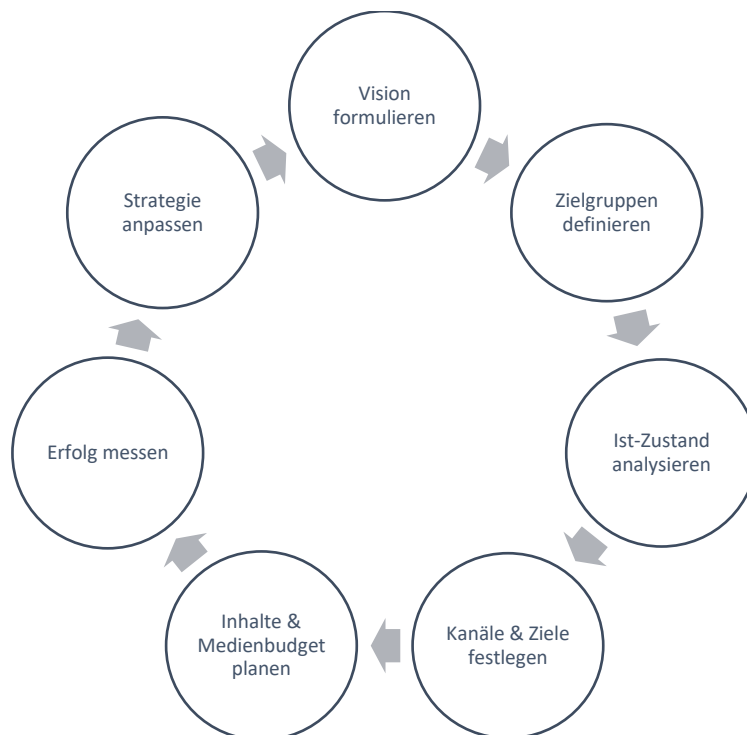 Vision
formulieren
Zielgruppen
definieren
Ist-Zustand
analysieren
Kanäle & Ziele
festlegen
Inhalte &
Medienbudget
planen
Erfolg messen
Strategie
anpassen